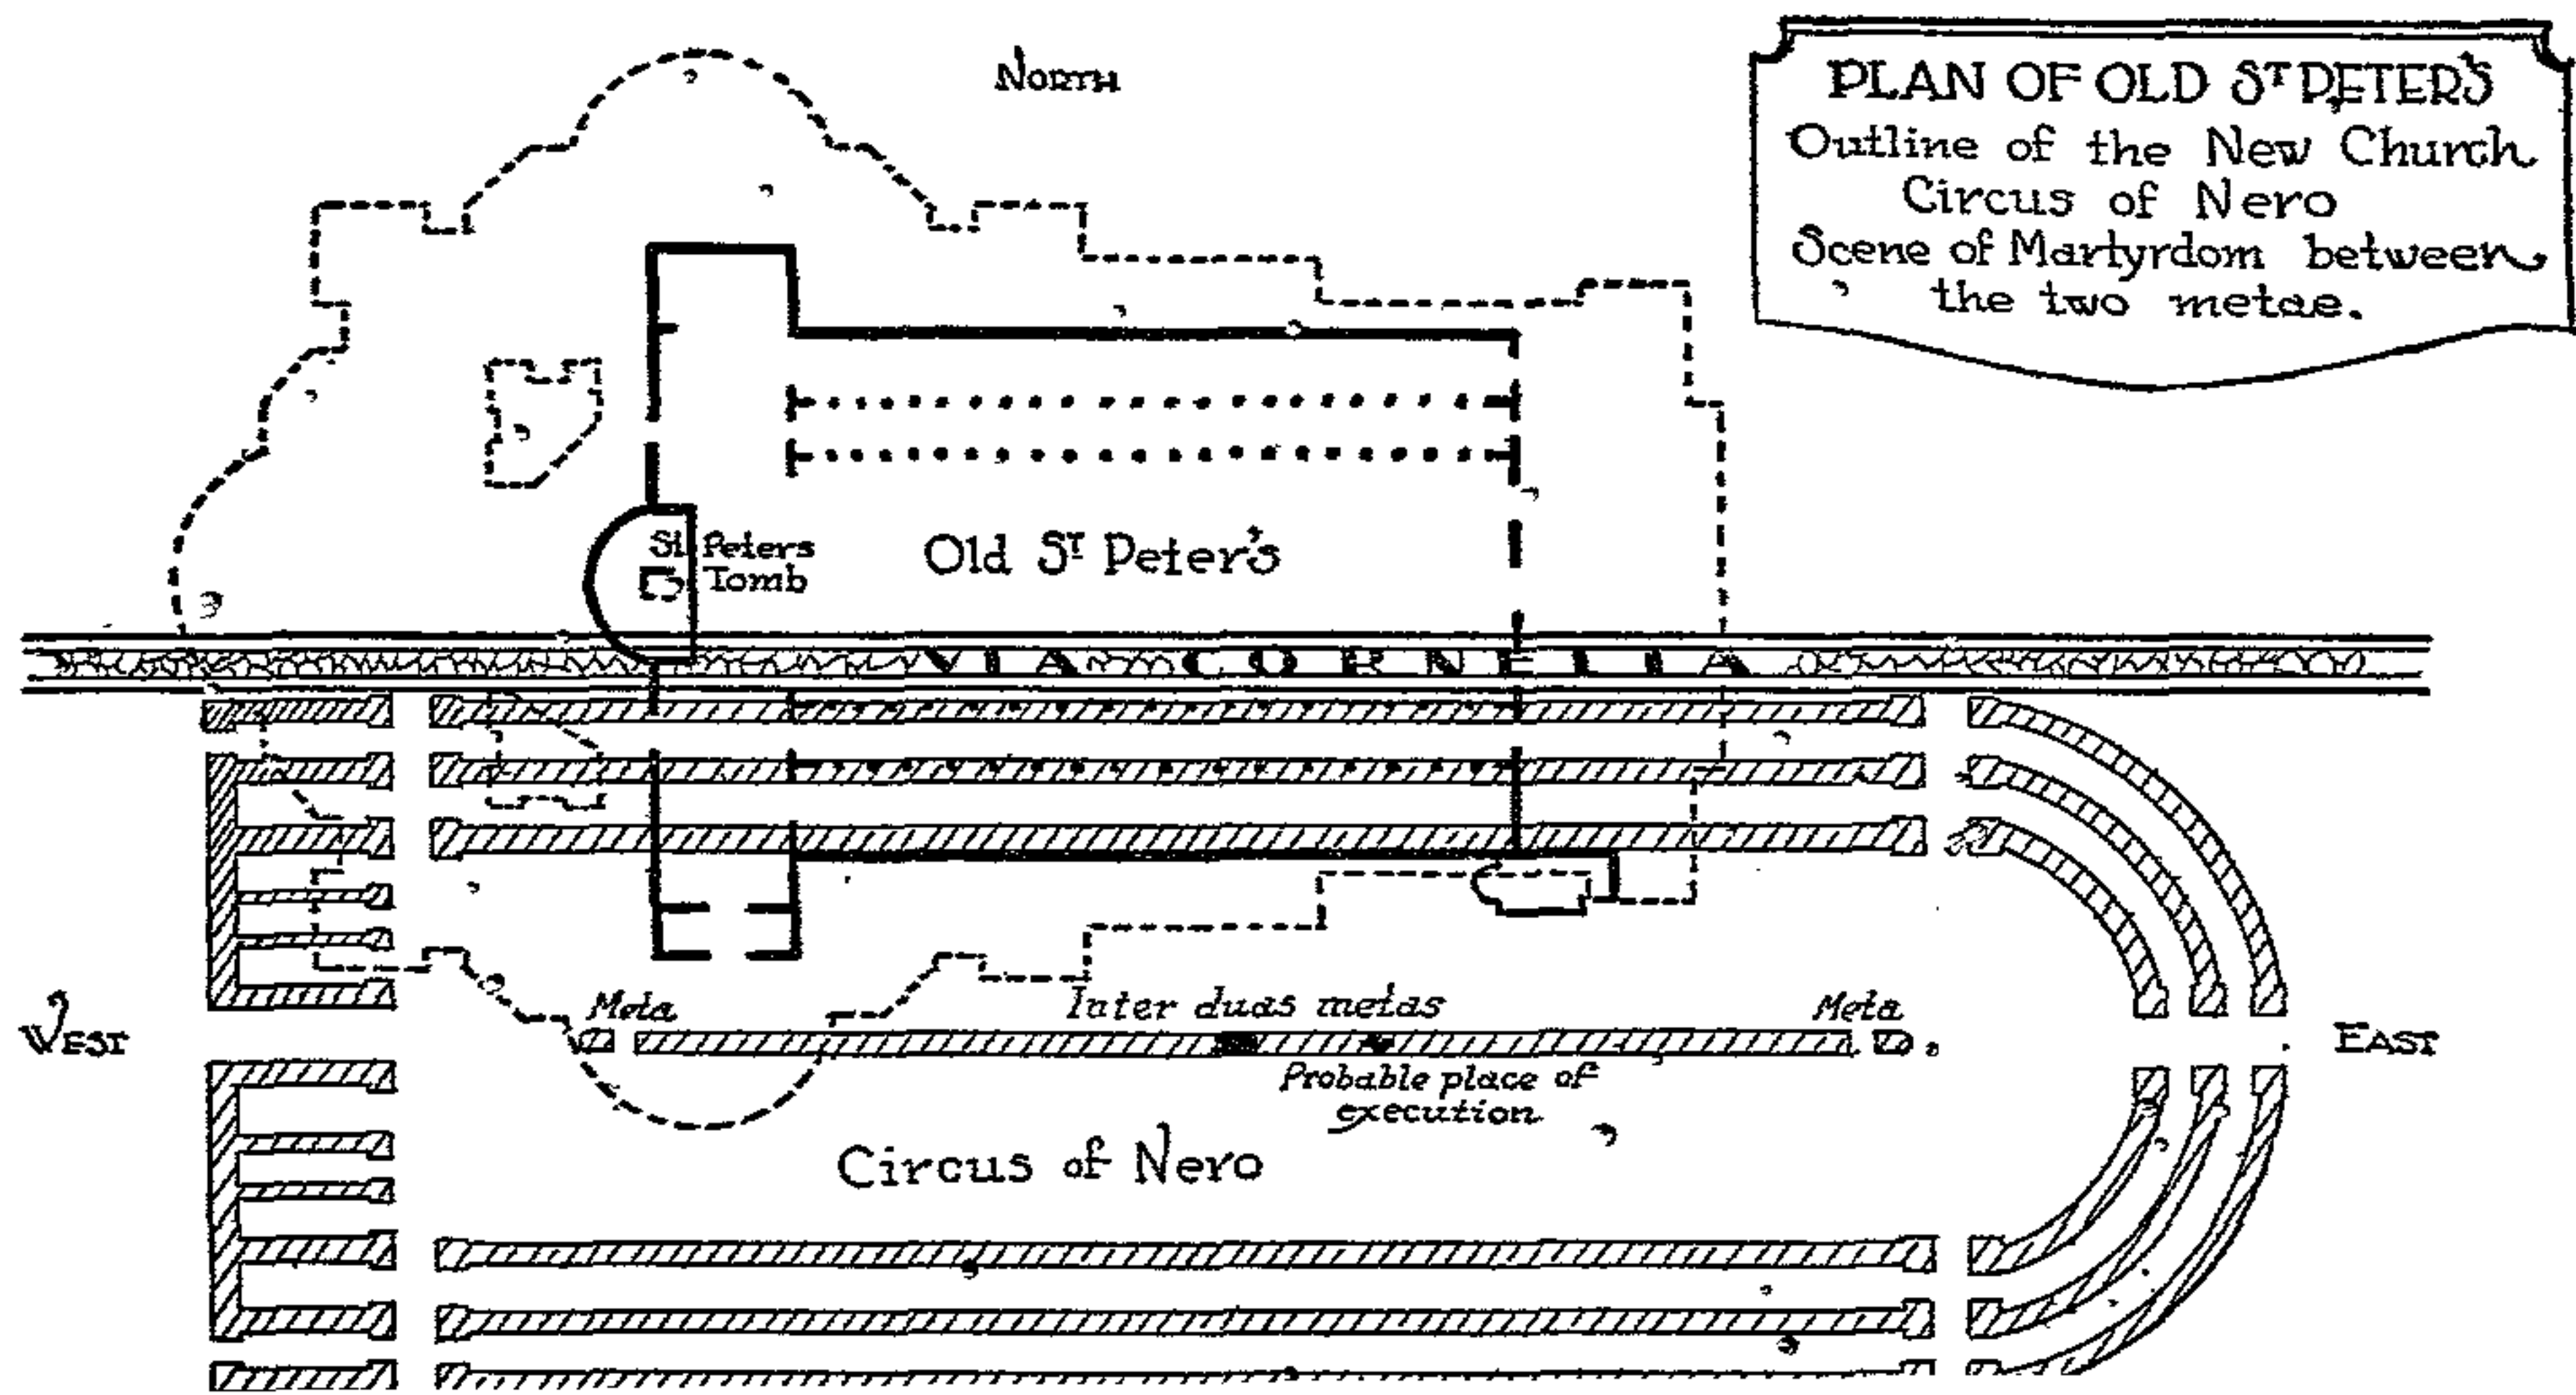 NORTH
PLAN OF OLD ST PETER'S
Outline of the New Church
Circus of Nero
Scene of Martyrdom between
the two metae.
St Peters
Tomb
Old ST Peter's
VIA CORNELIA
WEST
Meta
Inter duas metas
Meta
EAST
Probable place of
execution
Circus of Nero